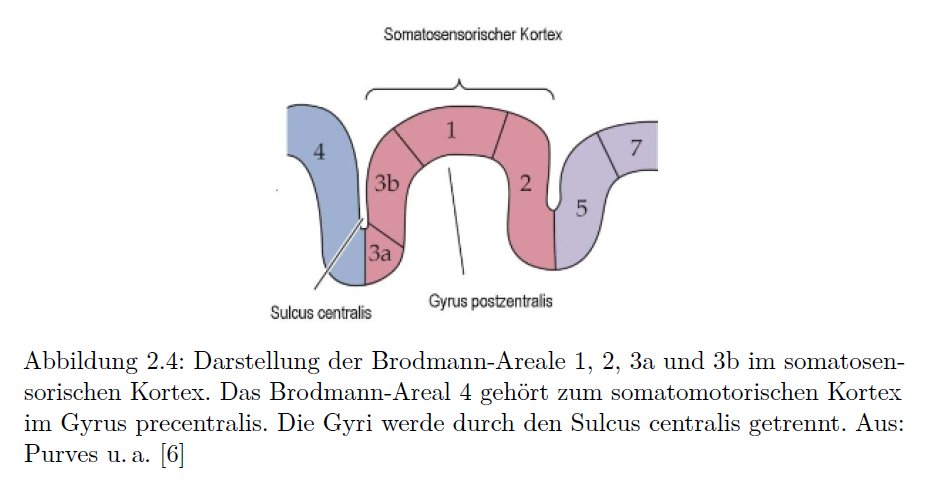 Somatosensorischer Kortex
4
3b
3a
1
2
5
7
Sulcus centralis
Gyrus postzentralis
Abbildung 2.4: Darstellung der Brodmann-Areale 1, 2, 3a und 3b im somatosen-
sorischen Kortex. Das Brodmann-Areal 4 gehört zum somatomotorischen Kortex
im Gyrus precentralis. Die Gyri werde durch den Sulcus centralis getrennt. Aus:
Purves u. a. [6]